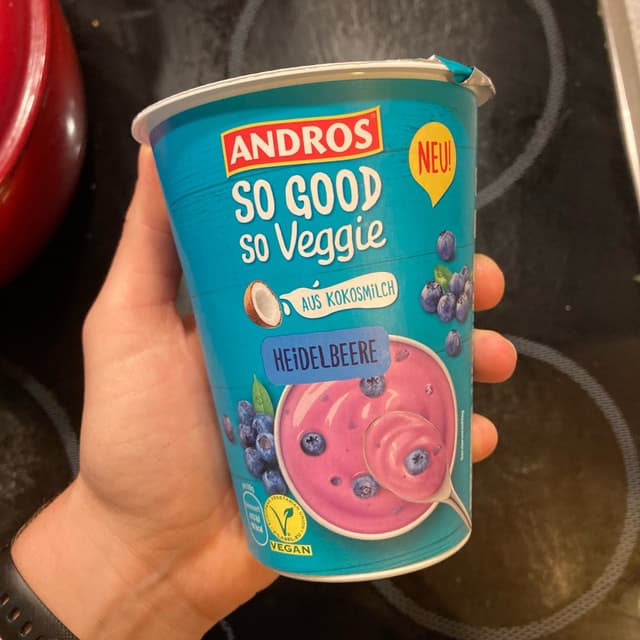 ANDROS
NEU!
SO GOOD
SO Veggie
AUS KOKOSMiLCH
HEiDELBEERE
V
VEGAN